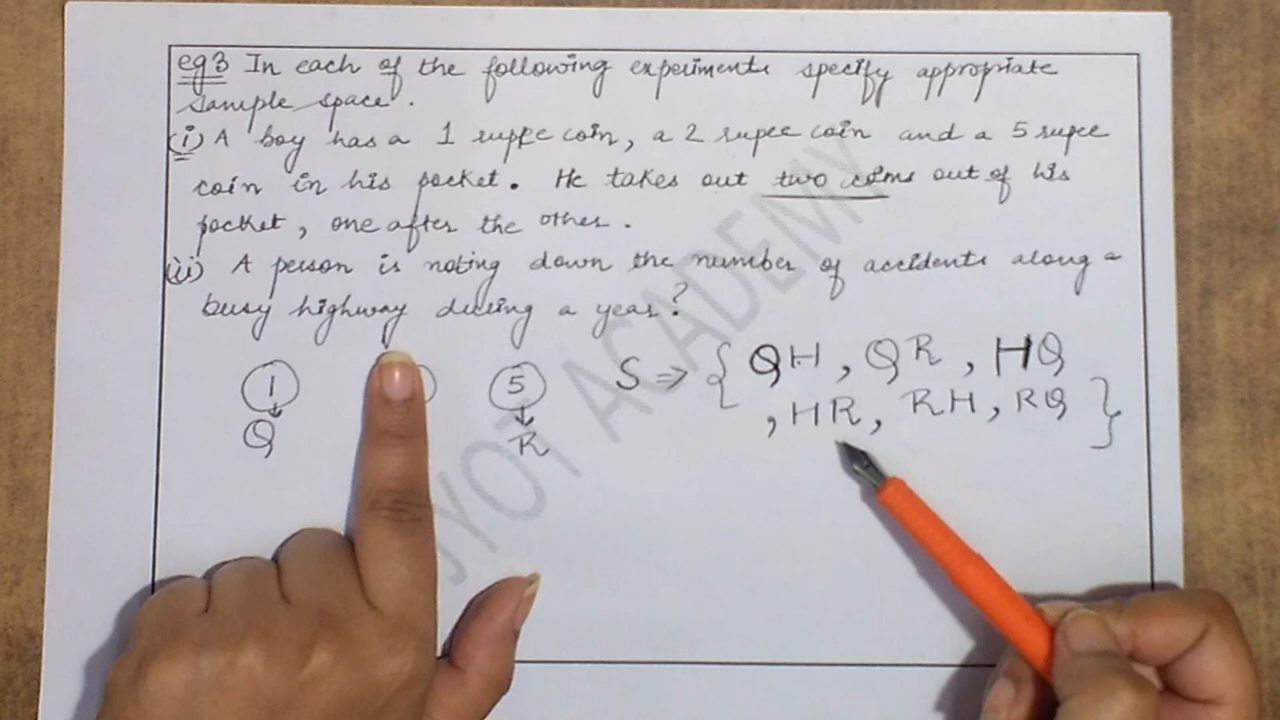 eg3 In each of the following experiments specify appropriate
sample space.
(i) A boy has a 1 ruppe coin, a 2 rupee coin and a 5 rupee
coin in his pocket. He takes out two coins out of his
pocket, one after the other.
(ii) A person is noting down the number of accidents along a
busy highway during a year?
1 5 S ⇒ { QH, QR, HQ
Q R , HR, RH, RQ }
JYOT ACADEMY